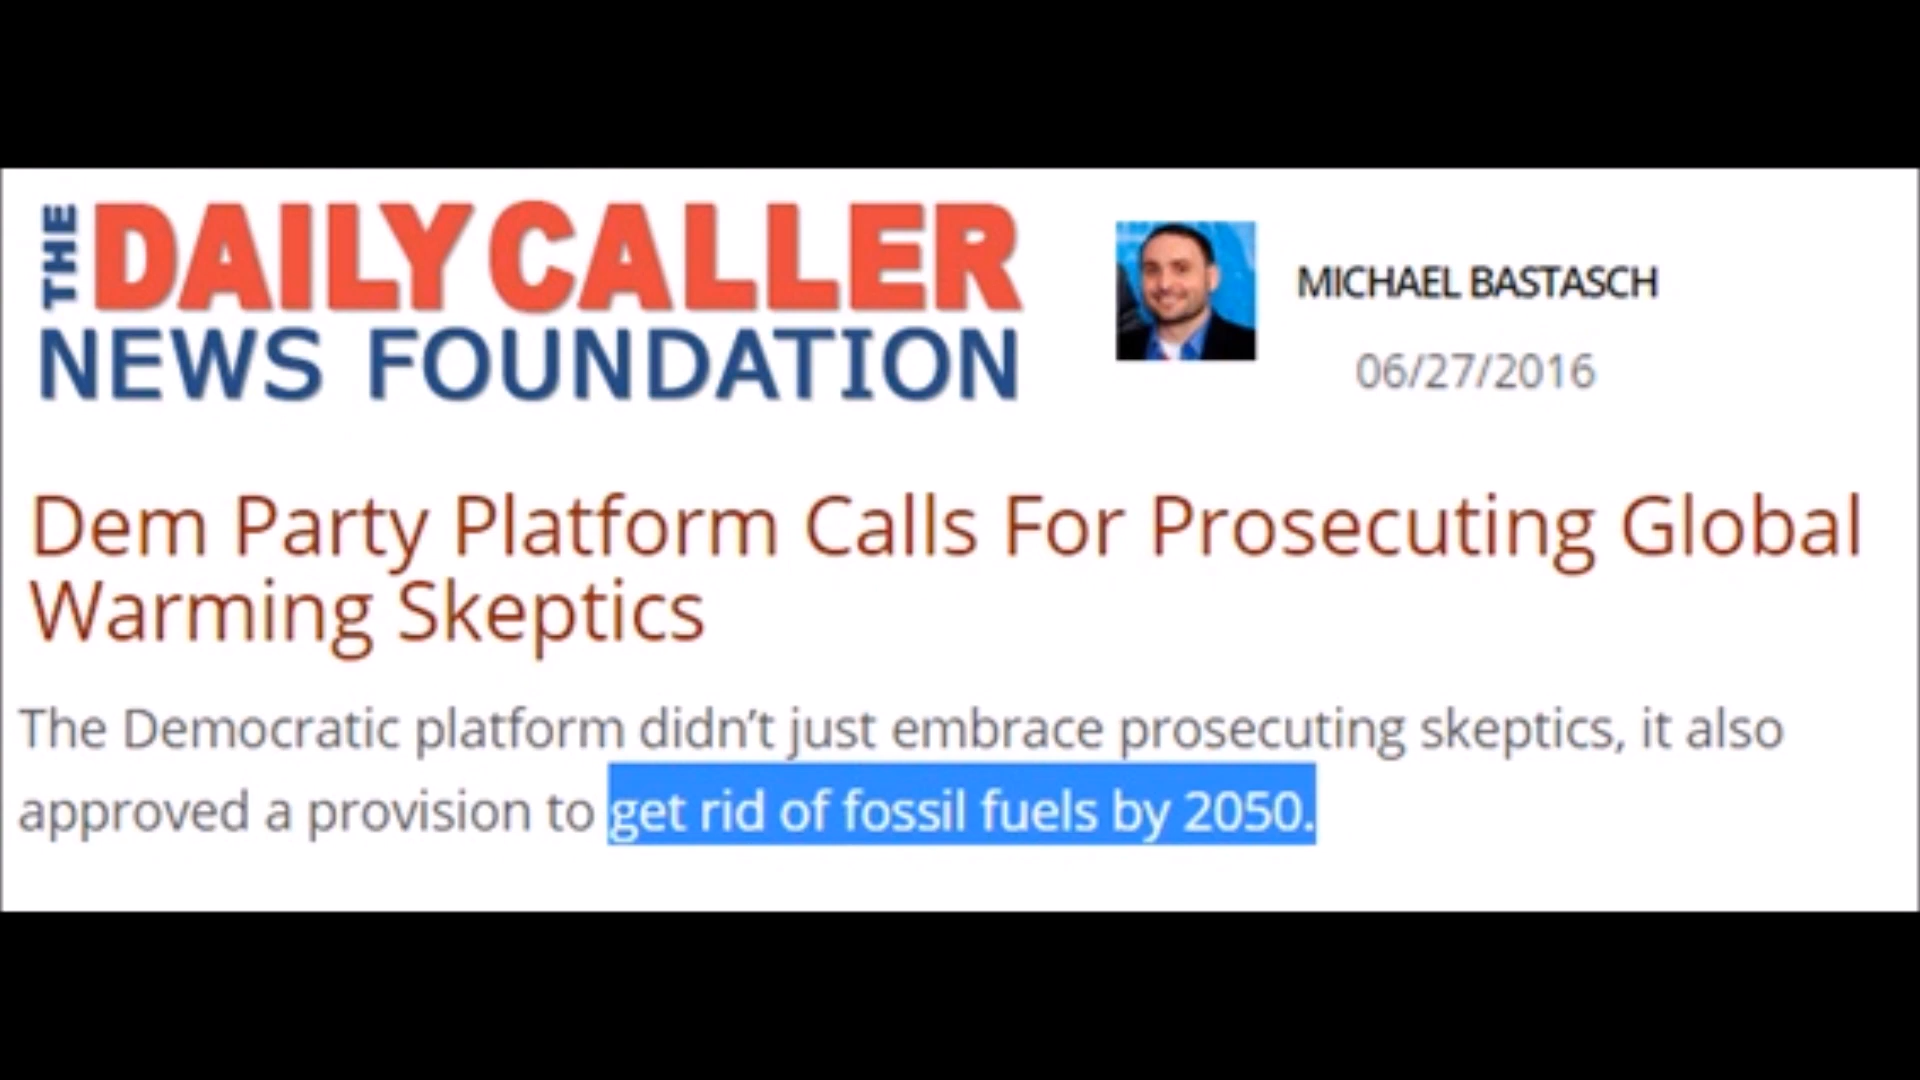 THE DAILY CALLER
NEWS FOUNDATION
MICHAEL BASTASCH
06/27/2016
Dem Party Platform Calls For Prosecuting Global
Warming Skeptics
The Democratic platform didn’t just embrace prosecuting skeptics, it also
approved a provision to get rid of fossil fuels by 2050.